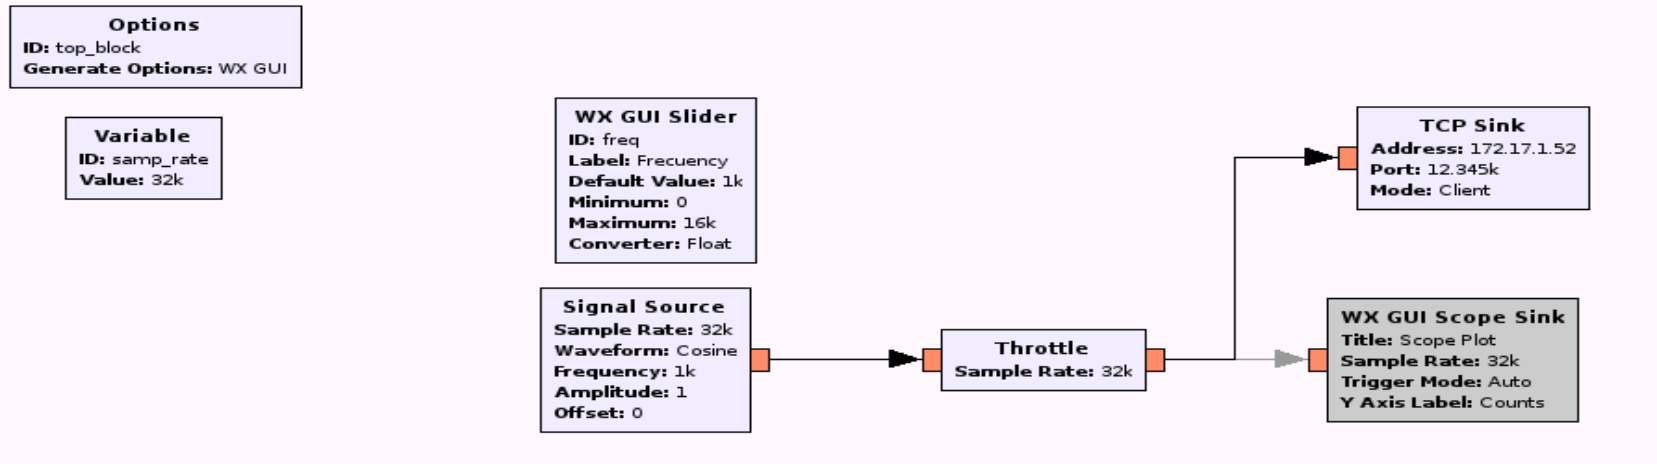 Options
ID: top_block
Generate Options: WX GUI
Variable
ID: samp_rate
Value: 32k
WX GUI Slider
ID: freq
Label: Frecuency
Default Value: 1k
Minimum: 0
Maximum: 16k
Converter: Float
Signal Source
Sample Rate: 32k
Waveform: Cosine
Frequency: 1k
Amplitude: 1
Offset: 0
Throttle
Sample Rate: 32k
TCP Sink
Address: 172.17.1.52
Port: 12.345k
Mode: Client
WX GUI Scope Sink
Title: Scope Plot
Sample Rate: 32k
Trigger Mode: Auto
Y Axis Label: Counts